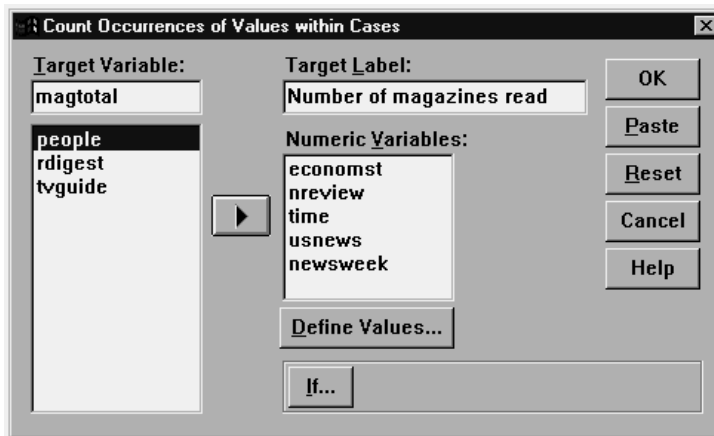 Count Occurrences of Values within Cases
Target Variable:
magtotal
people
rdigest
tvguide
Target Label:
Number of magazines read
Numeric Variables:
economst
nreview
time
usnews
newsweek
Define Values...
If...
OK
Paste
Reset
Cancel
Help